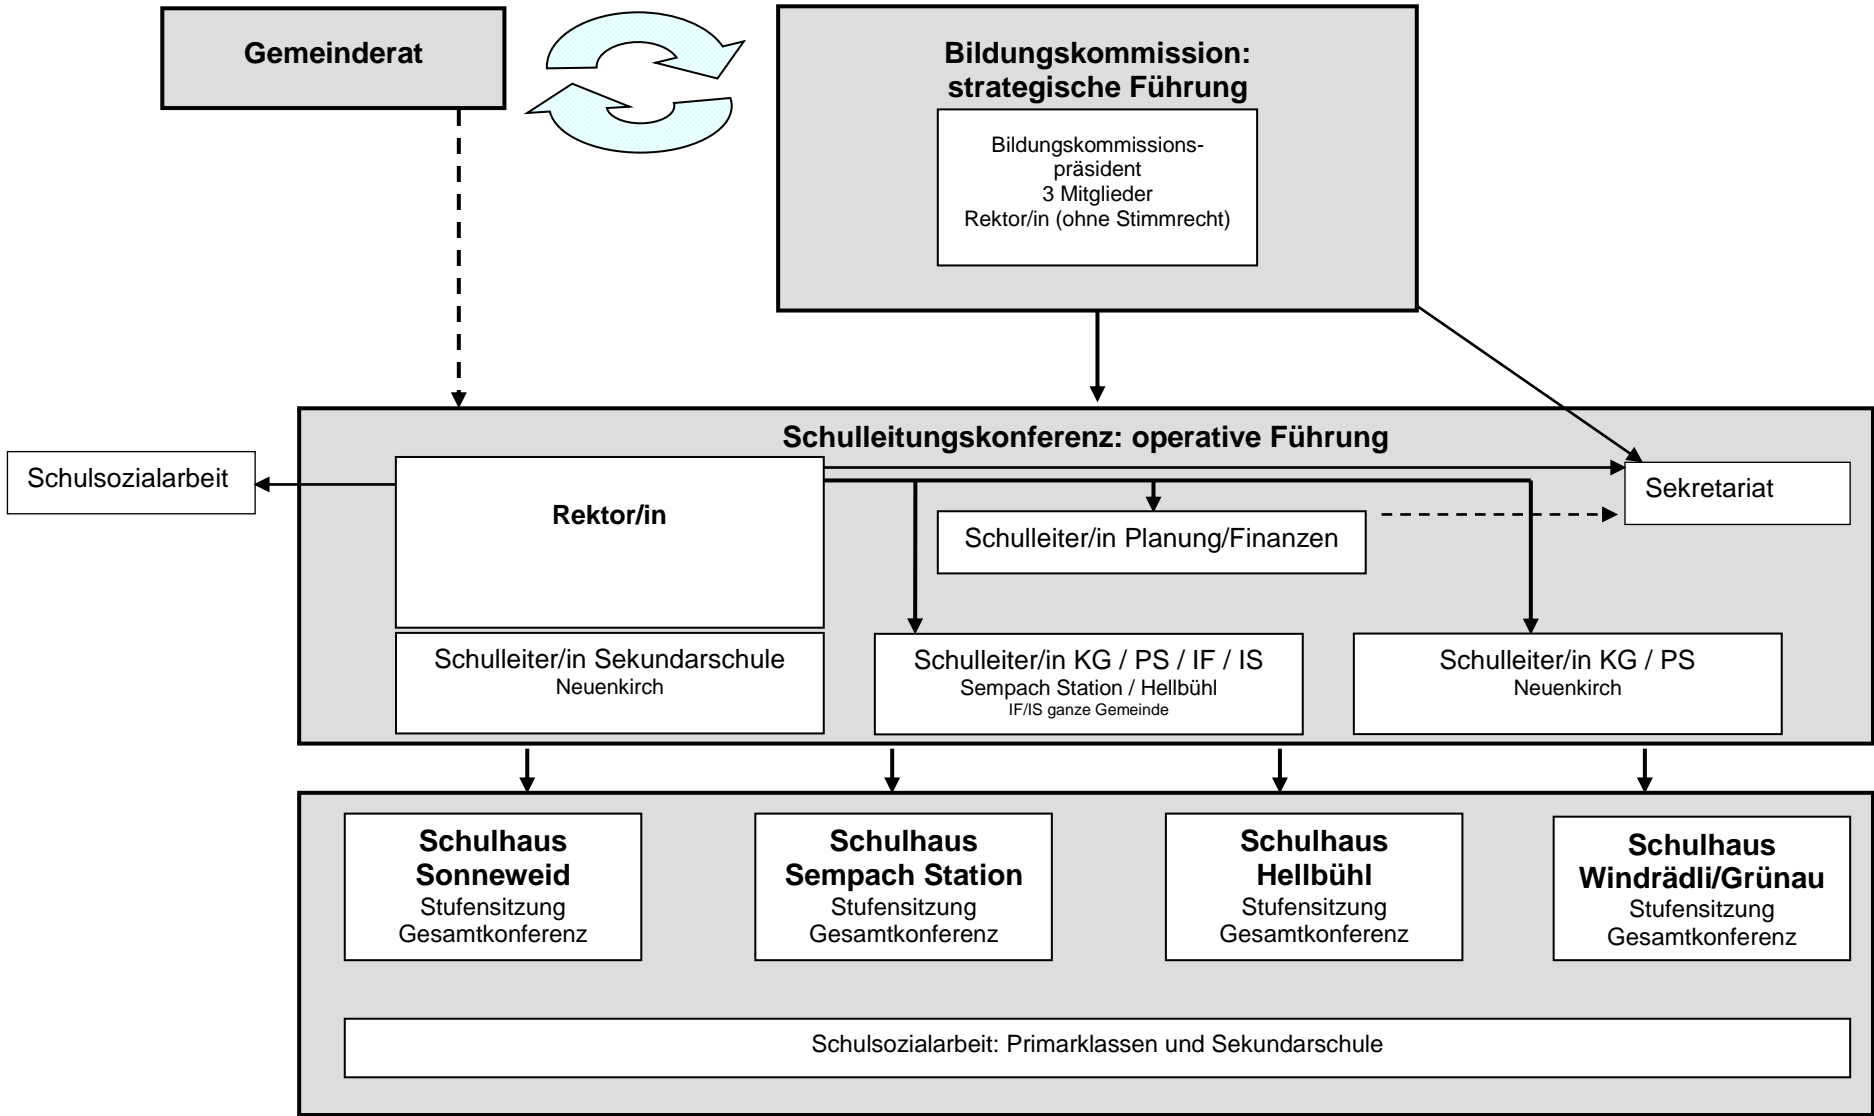 Gemeinderat
Bildungskommission:
strategische Führung
Bildungskommissions-
präsident
3 Mitglieder
Rektor/in (ohne Stimmrecht)
Schulleitungskonferenz: operative Führung
Schulsozialarbeit
Rektor/in
Sekretariat
Schulleiter/in Planung/Finanzen
Schulleiter/in Sekundarschule
Neuenkirch
Schulleiter/in KG / PS / IF / IS
Sempach Station / Hellbühl
IF/IS ganze Gemeinde
Schulleiter/in KG / PS
Neuenkirch
Schulhaus
Sonneweid
Stufensitzung
Gesamtkonferenz
Schulhaus
Sempach Station
Stufensitzung
Gesamtkonferenz
Schulhaus
Hellbühl
Stufensitzung
Gesamtkonferenz
Schulhaus
Windrädli/Grünau
Stufensitzung
Gesamtkonferenz
Schulsozialarbeit: Primarklassen und Sekundarschule